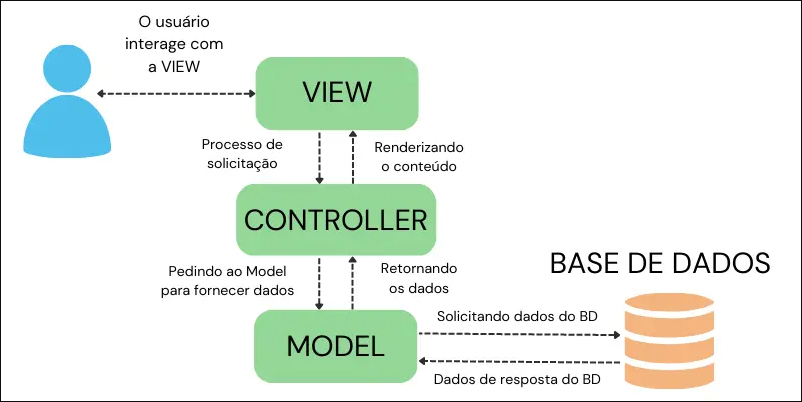 O usuário
interage com
a VIEW
VIEW
Processo de
solicitação
Renderizando
o conteúdo
CONTROLLER
Pedindo ao Model
para fornecer dados
Retornando
os dados
BASE DE DADOS
MODEL
Solicitando dados do BD
Dados de resposta do BD